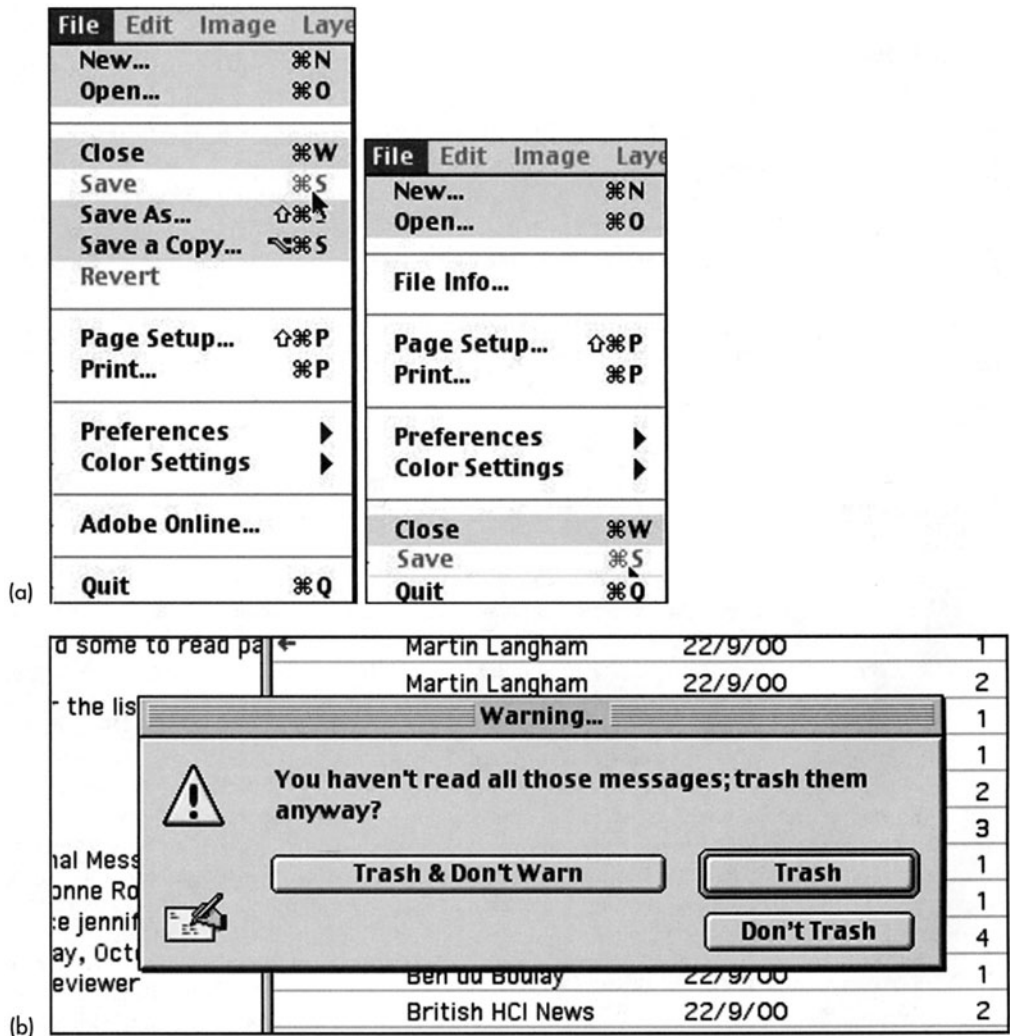 File Edit Image Laye
New... ⌘N
Open... ⌘O
Close ⌘W
Save ⌘S
Save As... ⇧⌘S
Save a Copy... ⌥⌘S
Revert
Page Setup... ⇧⌘P
Print... ⌘P
Preferences ▶
Color Settings ▶
Adobe Online...
Quit ⌘Q
File Edit Image Laye
New... ⌘N
Open... ⌘O
File Info...
Page Setup... ⇧⌘P
Print... ⌘P
Preferences ▶
Color Settings ▶
Close ⌘W
Save ⌘S
Quit ⌘Q
(a)
d some to read pa ← Martin Langham 22/9/00 1
Martin Langham 22/9/00 2
r the lis
Warning...
1
1
2
3
You haven't read all those messages; trash them
anyway?
nal Mess 1
onne Ro 1
:e jennif 4
ay, Octo
Trash & Don't Warn Trash
Don't Trash
eviewer Ben du Boulay 22/9/00 1
British HCI News 22/9/00 2
(b)